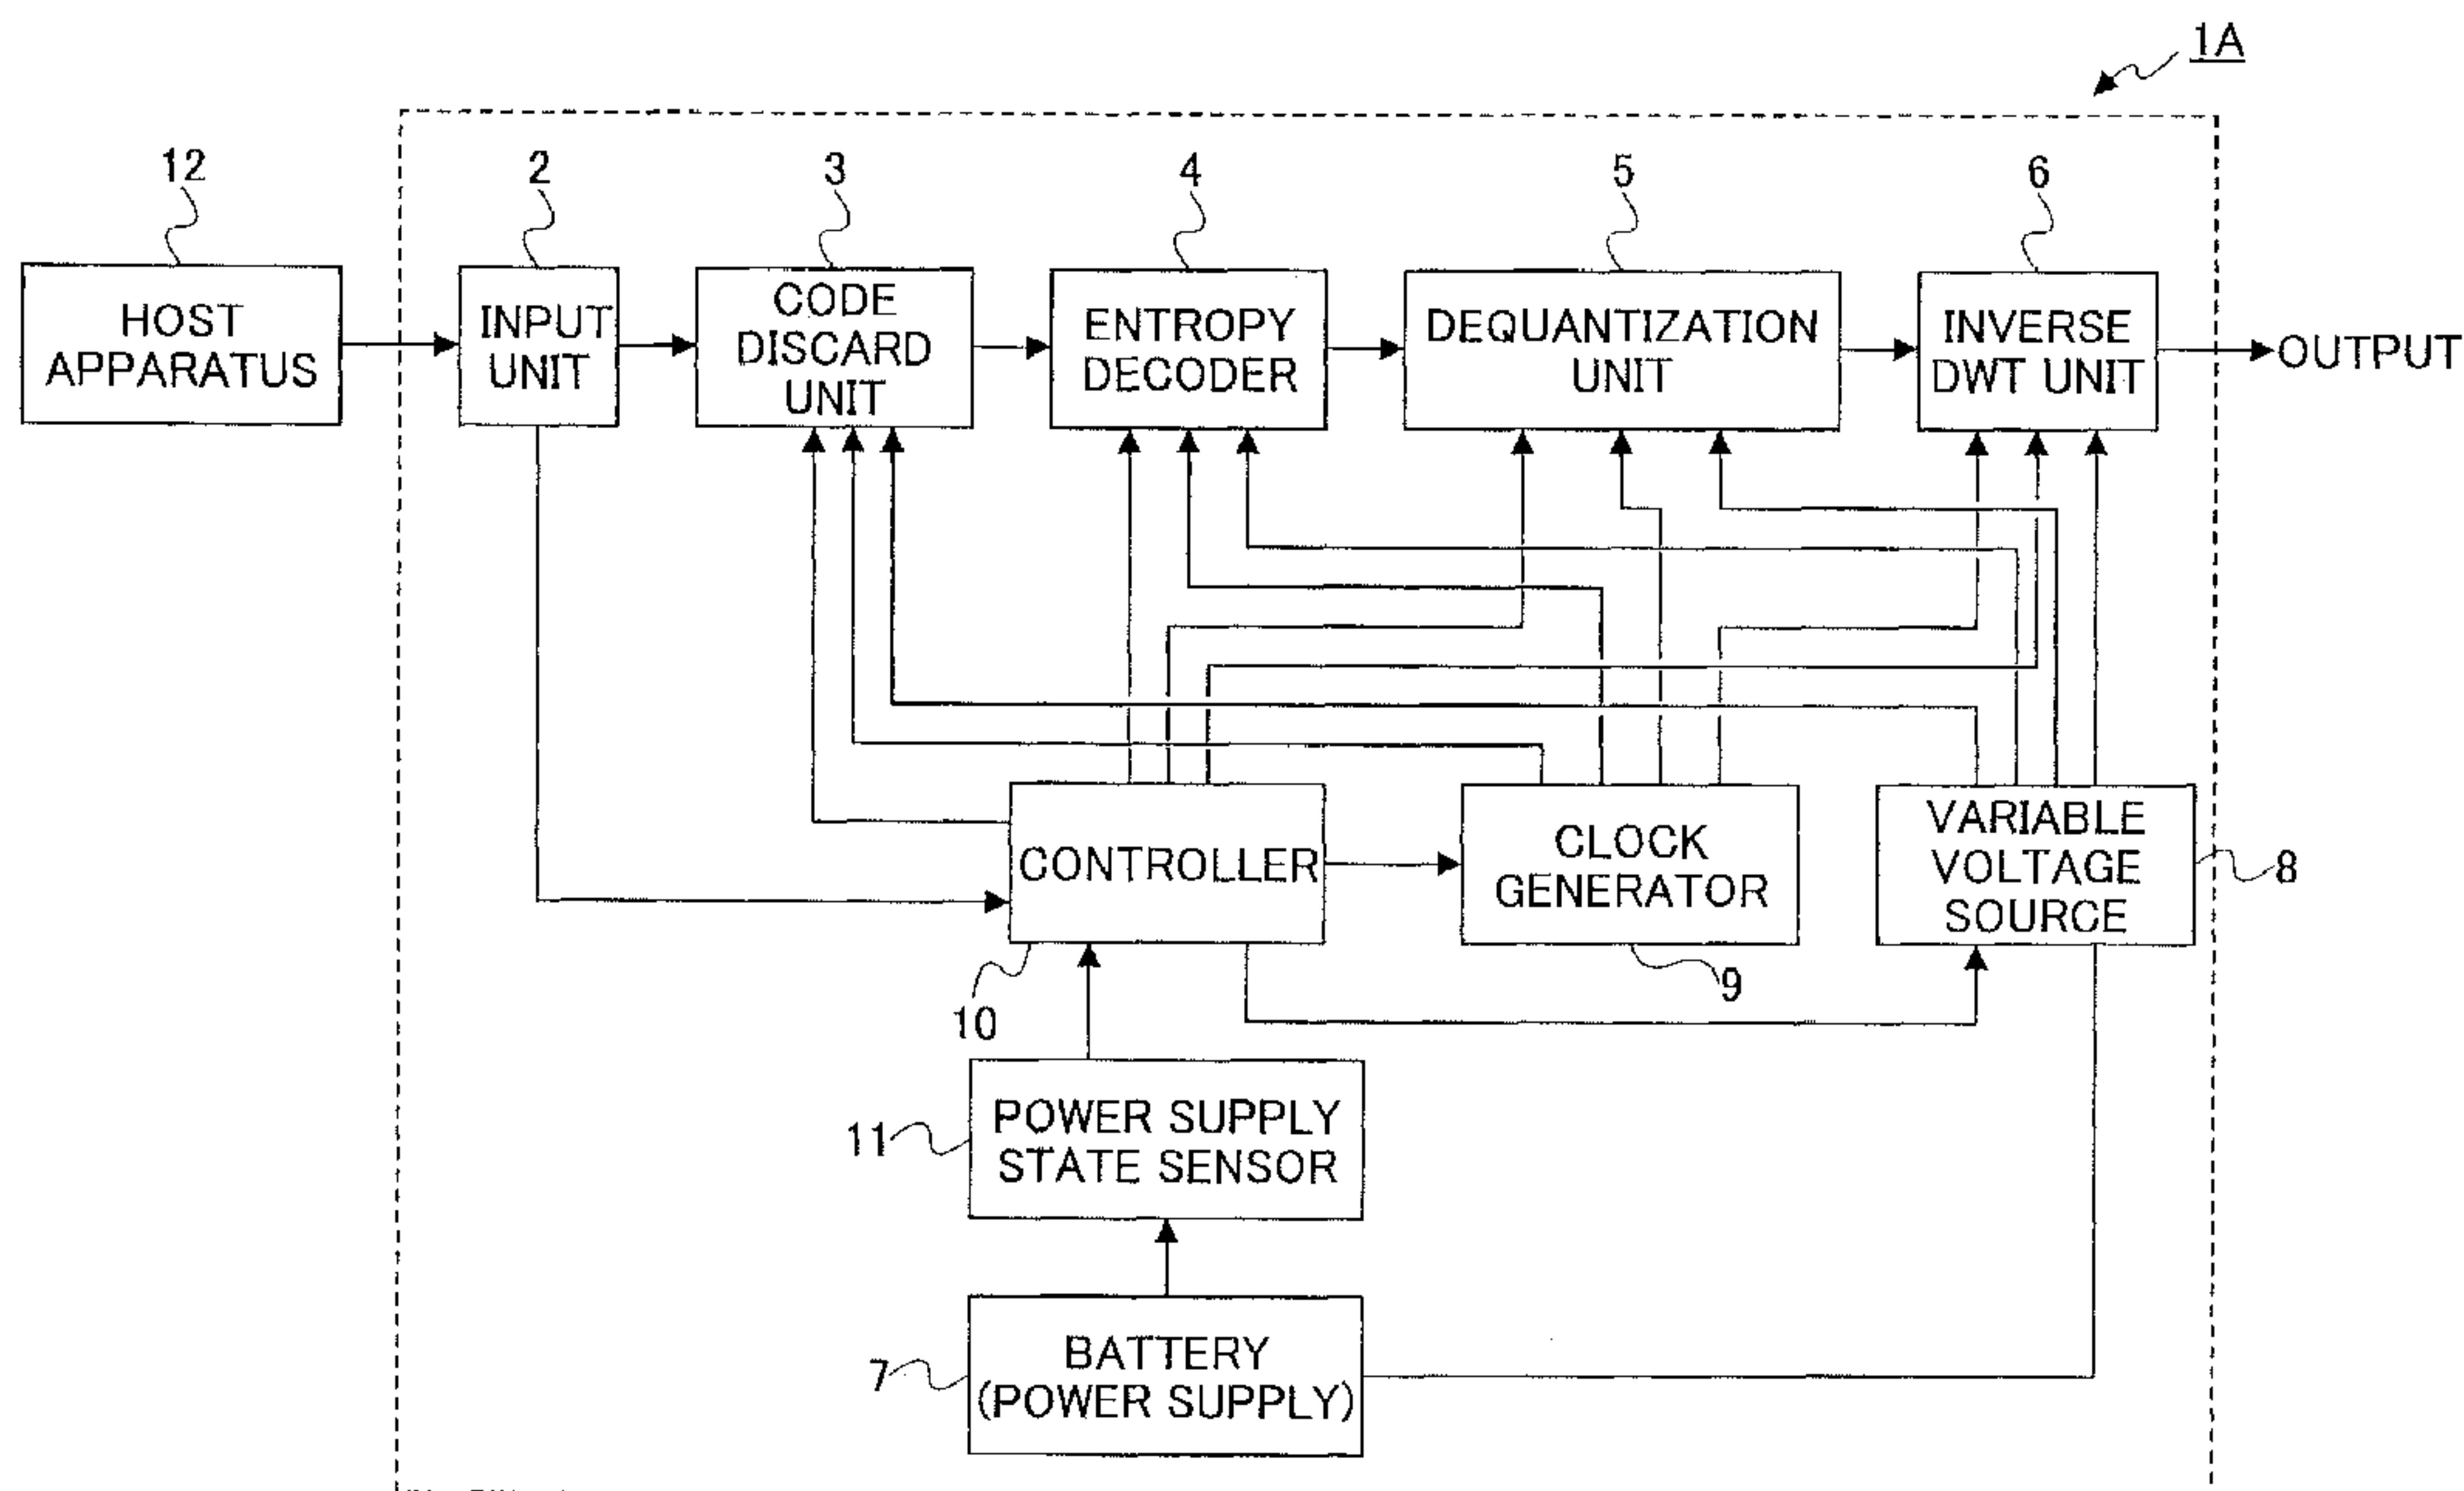 1A
12
2
3
4
5
6
HOST
APPARATUS
INPUT
UNIT
CODE
DISCARD
UNIT
ENTROPY
DECODER
DEQUANTIZATION
UNIT
INVERSE
DWT UNIT
OUTPUT
CONTROLLER
CLOCK
GENERATOR
VARIABLE
VOLTAGE
SOURCE
8
10
9
11
POWER SUPPLY
STATE SENSOR
7
BATTERY
(POWER SUPPLY)